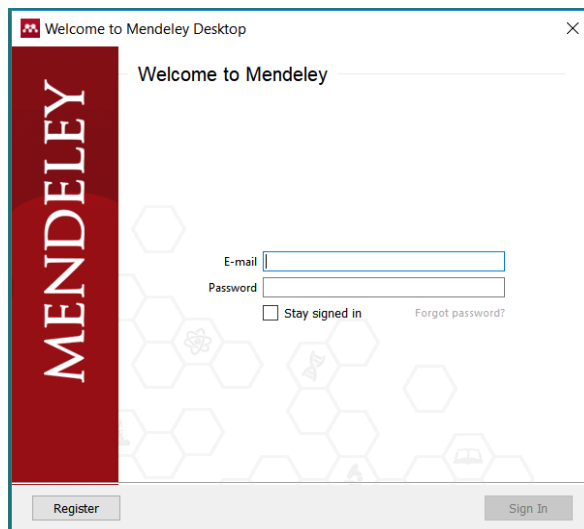 Welcome to Mendeley Desktop
MENDELEY
Welcome to Mendeley
E-mail
Password
Stay signed in
Forgot password?
Register
Sign In